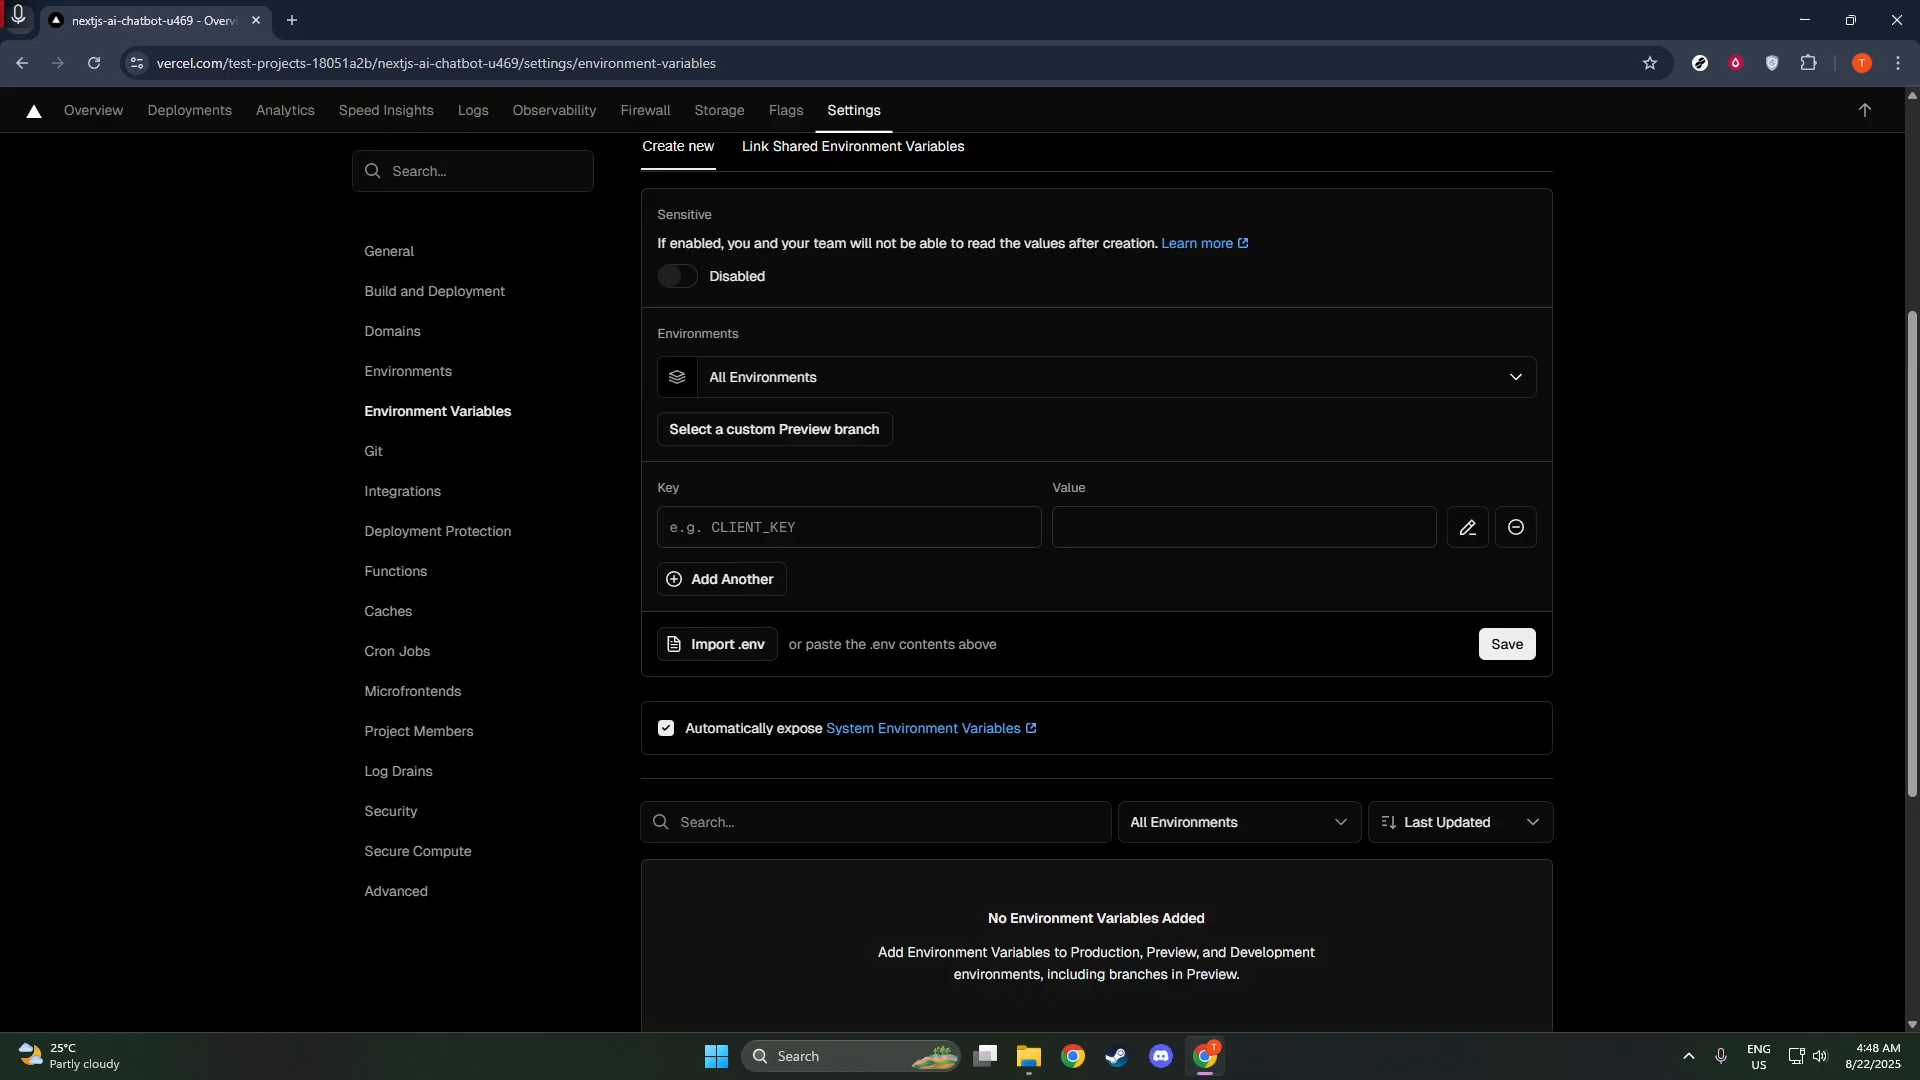 nextjs-ai-chatbot-u469 - Overvi
vercel.com/test-projects-18051a2b/nextjs-ai-chatbot-u469/settings/environment-variables
T
Overview
Deployments
Analytics
Speed Insights
Logs
Observability
Firewall
Storage
Flags
Settings
Search...
General
Build and Deployment
Domains
Environments
Environment Variables
Git
Integrations
Deployment Protection
Functions
Caches
Cron Jobs
Microfrontends
Project Members
Log Drains
Security
Secure Compute
Advanced
Create new
Link Shared Environment Variables
Sensitive
If enabled, you and your team will not be able to read the values after creation. Learn more
Disabled
Environments
All Environments
Select a custom Preview branch
Key
Value
e.g. CLIENT_KEY
Add Another
Import .env
or paste the .env contents above
Save
Automatically expose System Environment Variables
Search...
All Environments
Last Updated
No Environment Variables Added
Add Environment Variables to Production, Preview, and Development
environments, including branches in Preview.
25°C
Partly cloudy
Search
T
ENG
US
4:48 AM
8/22/2025